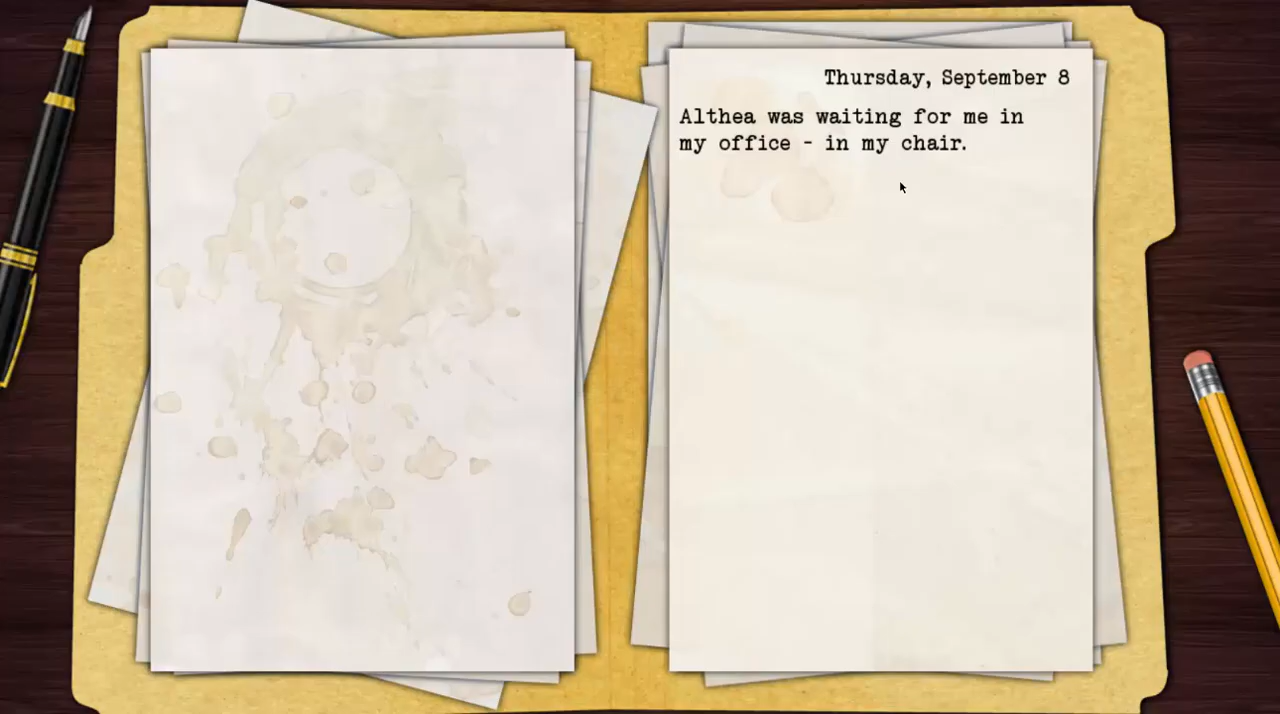 Thursday, September 8
Althea was waiting for me in
my office - in my chair.